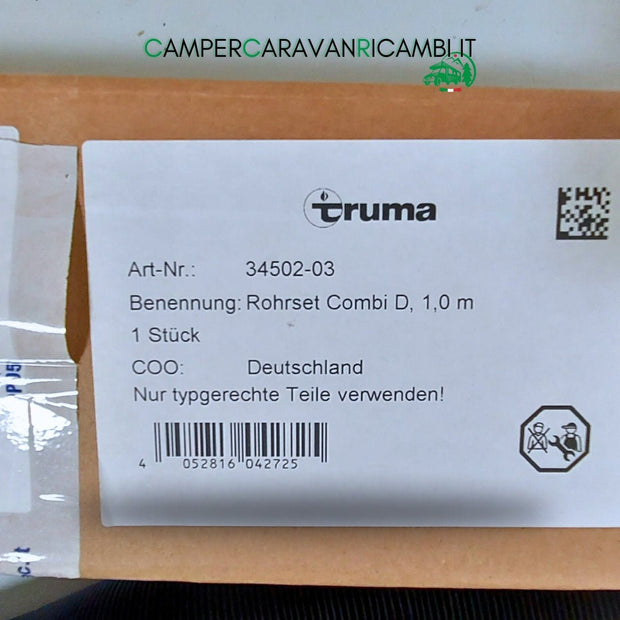 CAMPERCARAVANRICAMBI.IT
truma
Art-Nr.: 34502-03
Benennung: Rohrset Combi D, 1,0 m
1 Stück
COO: Deutschland
Nur typgerechte Teile verwenden!
4 052816 042725